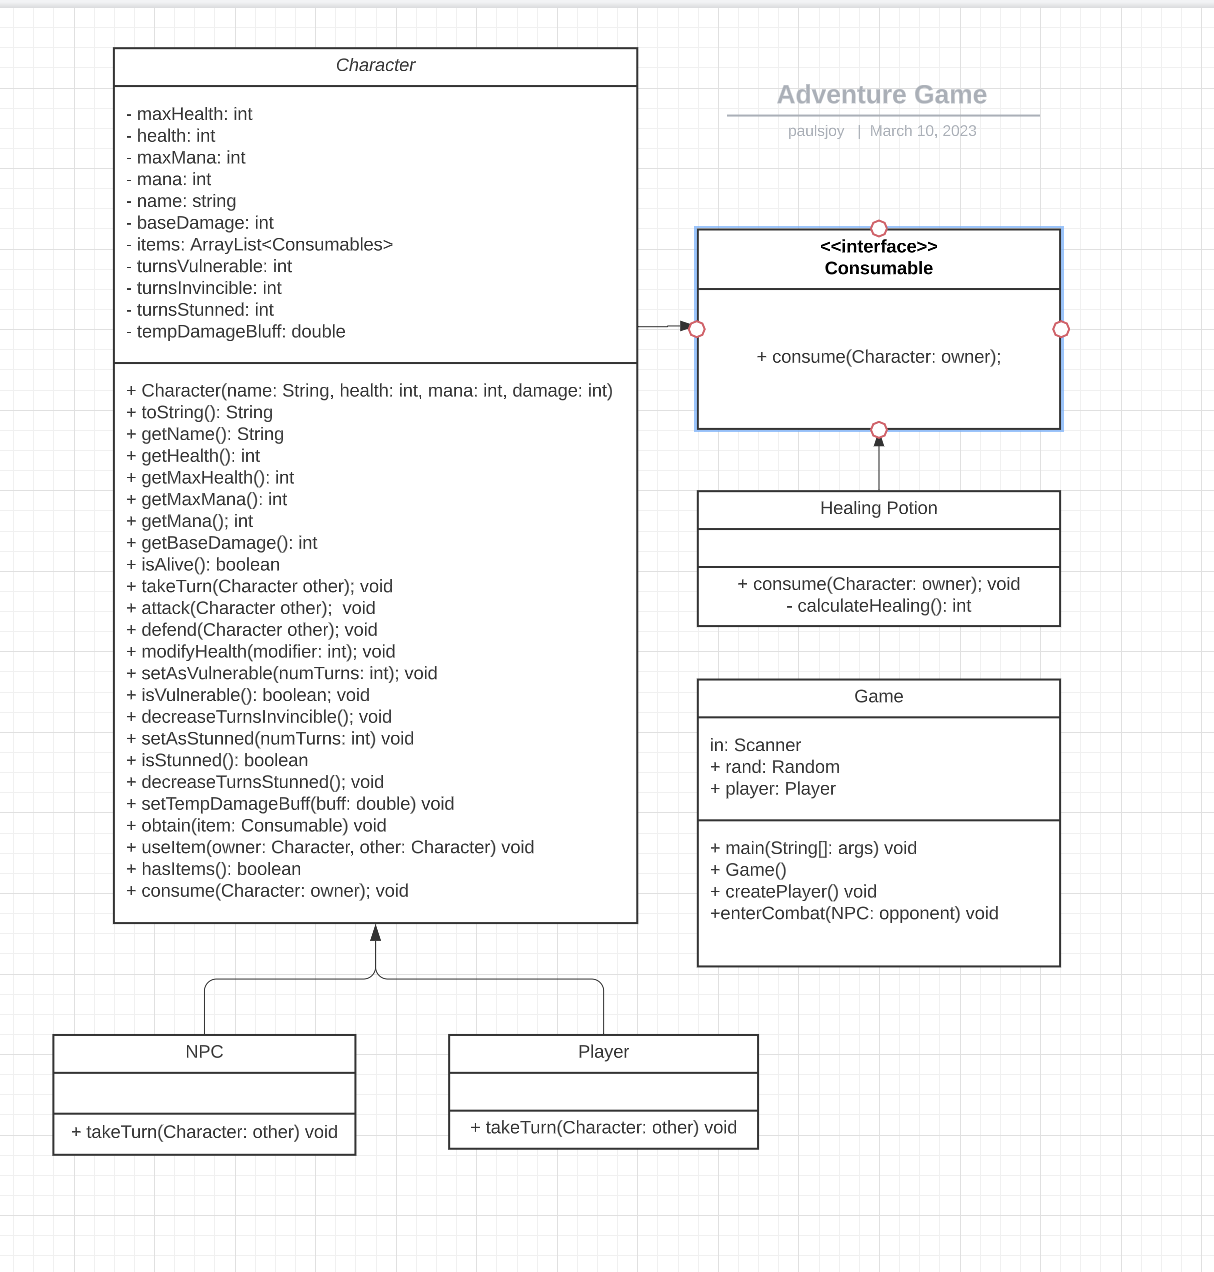 Character
- maxHealth: int
- health: int
- maxMana: int
- mana: int
- name: string
- baseDamage: int
- items: ArrayList<Consumables>
- turnsVulnerable: int
- turnsInvincible: int
- turnsStunned: int
- tempDamageBluff: double
+ Character(name: String, health: int, mana: int, damage: int)
+ toString(): String
+ getName(): String
+ getHealth(): int
+ getMaxHealth(): int
+ getMaxMana(): int
+ getMana(); int
+ getBaseDamage(): int
+ isAlive(): boolean
+ takeTurn(Character other); void
+ attack(Character other);  void
+ defend(Character other); void
+ modifyHealth(modifier: int); void
+ setAsVulnerable(numTurns: int); void
+ isVulnerable(): boolean; void
+ decreaseTurnsInvincible(); void
+ setAsStunned(numTurns: int) void
+ isStunned(): boolean
+ decreaseTurnsStunned(); void
+ setTempDamageBuff(buff: double) void
+ obtain(item: Consumable) void
+ useItem(owner: Character, other: Character) void
+ hasItems(): boolean
+ consume(Character: owner); void
Adventure Game
paulsjoy | March 10, 2023
<<interface>>
Consumable
+ consume(Character: owner);
Healing Potion
+ consume(Character: owner); void
- calculateHealing(): int
Game
in: Scanner
+ rand: Random
+ player: Player
+ main(String[]: args) void
+ Game()
+ createPlayer() void
+enterCombat(NPC: opponent) void
NPC
+ takeTurn(Character: other) void
Player
+ takeTurn(Character: other) void